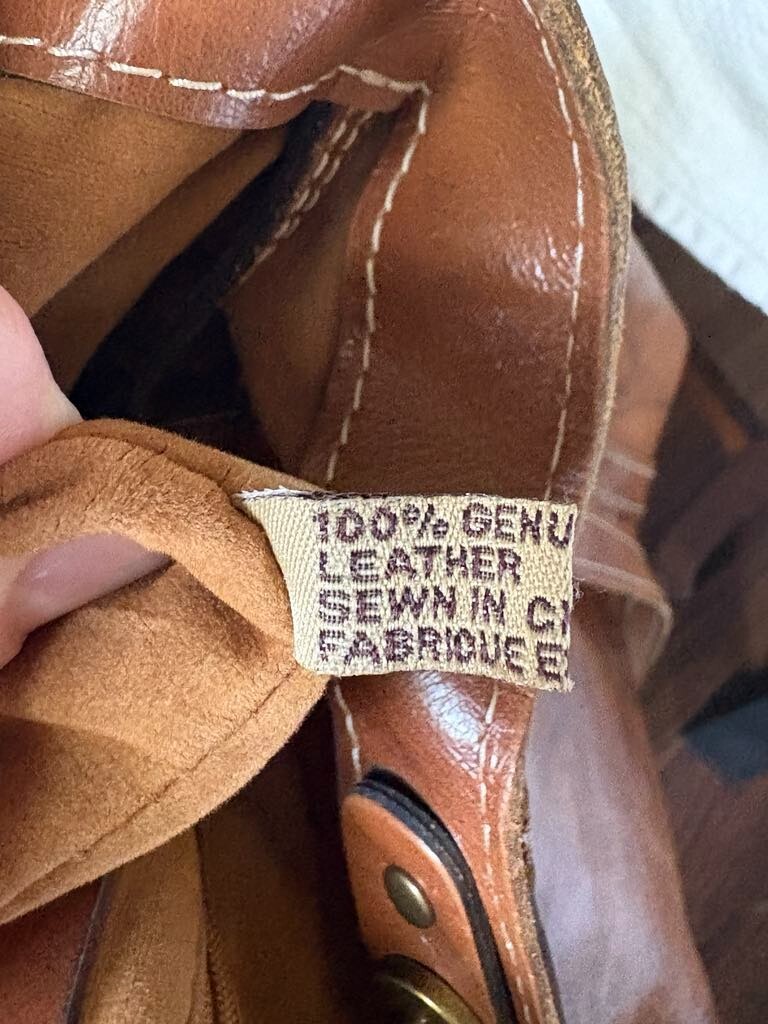 100% GENU
LEATHER
SEWN IN C
FABRIQUE E